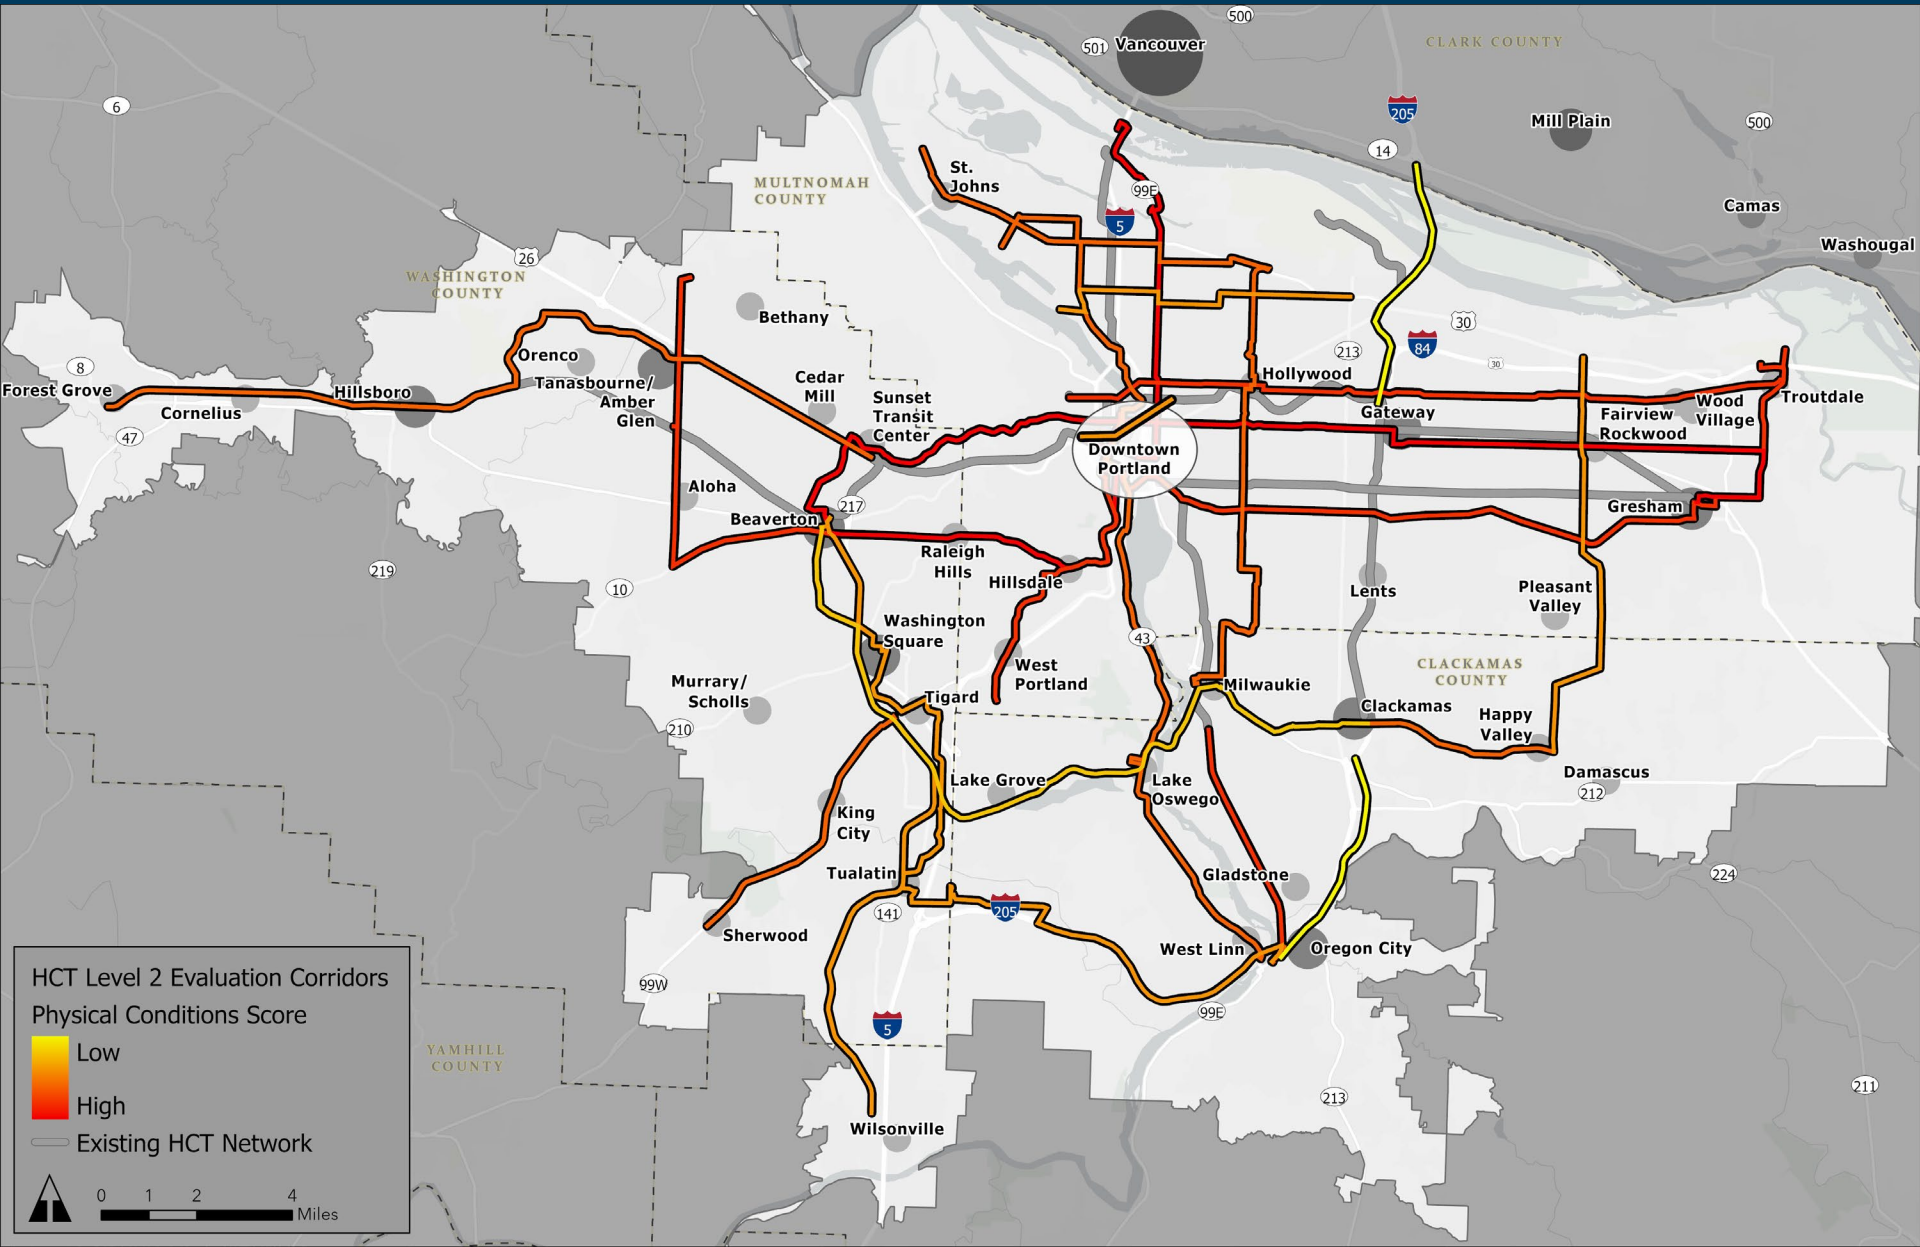 500
501
Vancouver
CLARK COUNTY
205
6
Mill Plain
500
14
St.
Johns
MULTNOMAH
COUNTY
99E
5
Camas
Washougal
26
WASHINGTON
COUNTY
Bethany
30
213
84
30
8
Orenco
Forest Grove
Cornelius
Hillsboro
Tanasbourne/
Amber
Glen
Cedar
Mill
Sunset
Transit
Center
Hollywood
Gateway
Fairview
Rockwood
Wood
Village
Troutdale
47
Downtown
Portland
Aloha
217
Beaverton
Gresham
219
10
Raleigh
Hills
Hillsdale
Lents
Pleasant
Valley
Washington
Square
43
West
Portland
CLACKAMAS
COUNTY
Murrary/
Scholls
Tigard
Milwaukie
Clackamas
Happy
Valley
210
Lake Grove
Lake
Oswego
Damascus
212
King
City
Tualatin
Gladstone
224
141
205
Sherwood
West Linn
Oregon City
99W
99E
5
YAMHILL
COUNTY
213
211
Wilsonville
HCT Level 2 Evaluation Corridors
Physical Conditions Score
Low
High
Existing HCT Network
0 1 2 4
Miles